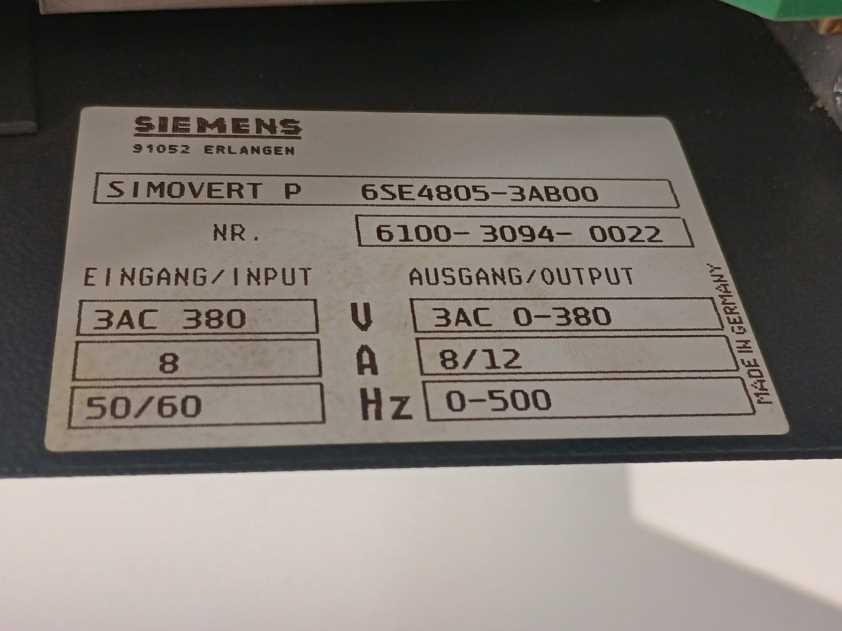 SIEMENS
91052 ERLANGEN
SIMOVERT P 6SE4805-3AB00
NR. 6100-3094-0022
EINGANG/INPUT AUSGANG/OUTPUT
3AC 380 V 3AC 0-380
8 A 8/12
50/60 Hz 0-500
MADE IN GERMANY